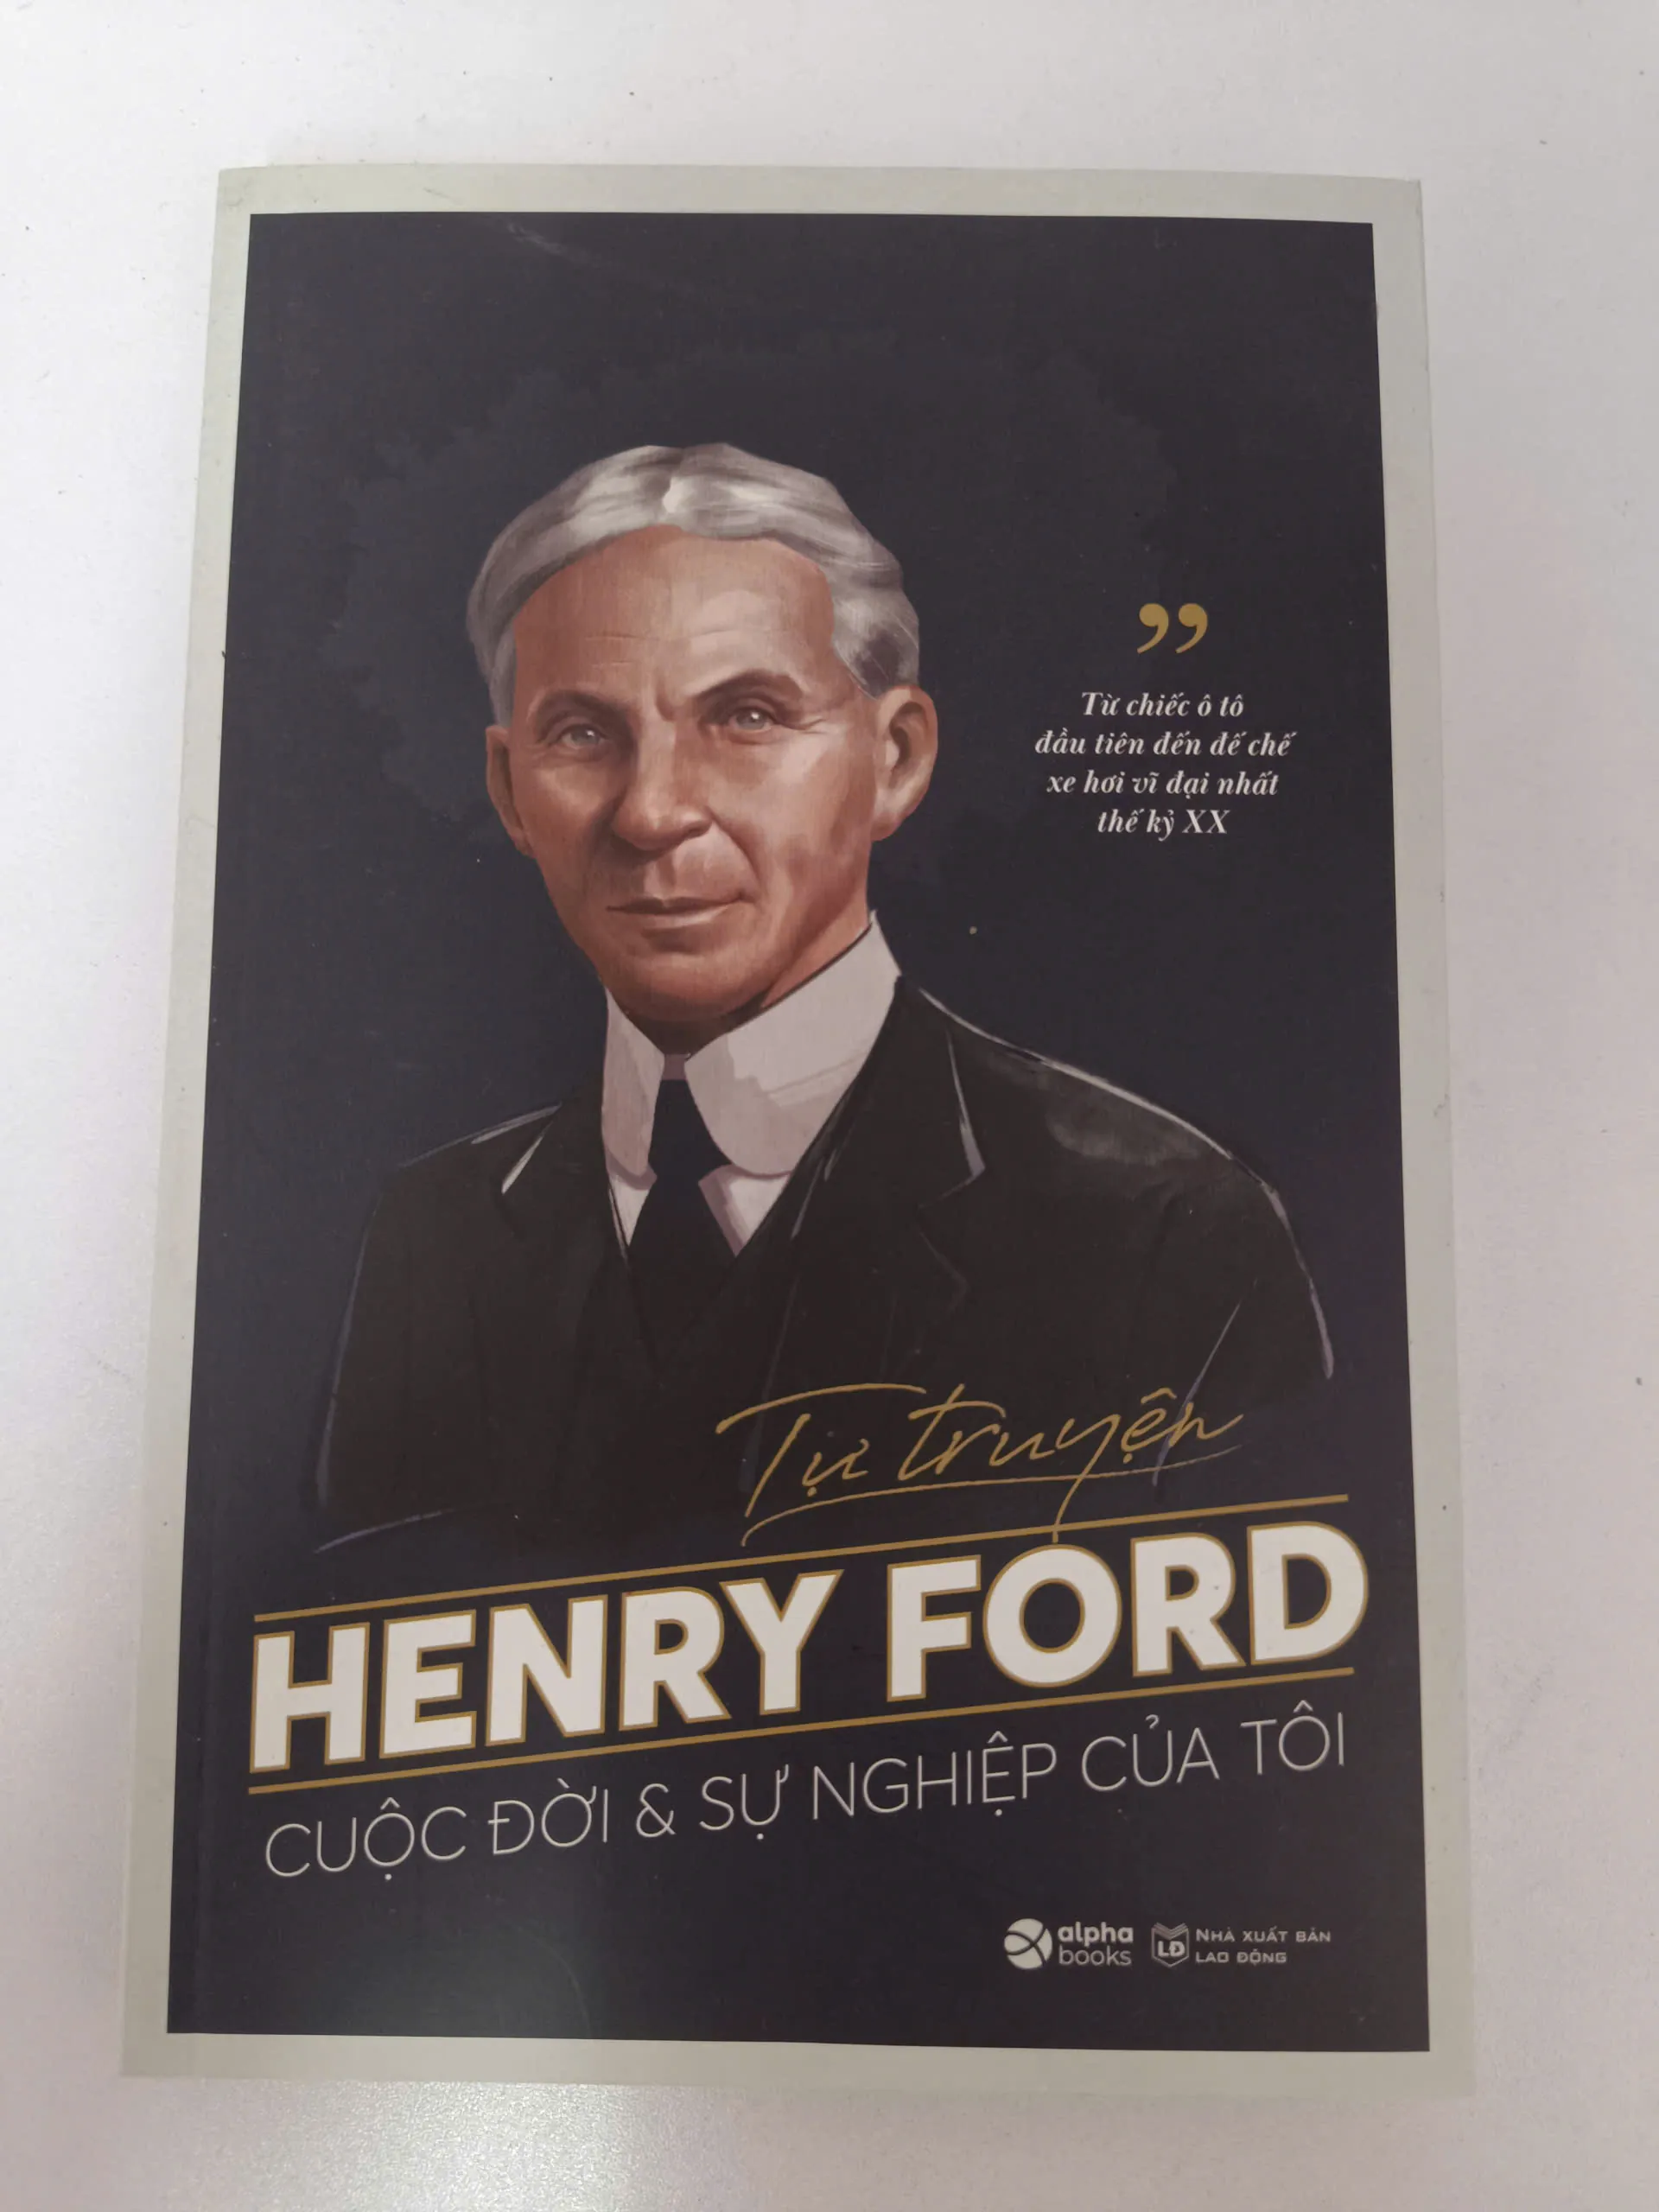 ”
Từ chiếc ô tô
đầu tiên đến đế chế
xe hơi vĩ đại nhất
thế kỷ XX
Tự truyện
HENRY FORD
CUỘC ĐỜI & SỰ NGHIỆP CỦA TÔI
alpha
books
LĐ
NHÀ XUẤT BẢN
LAO ĐỘNG